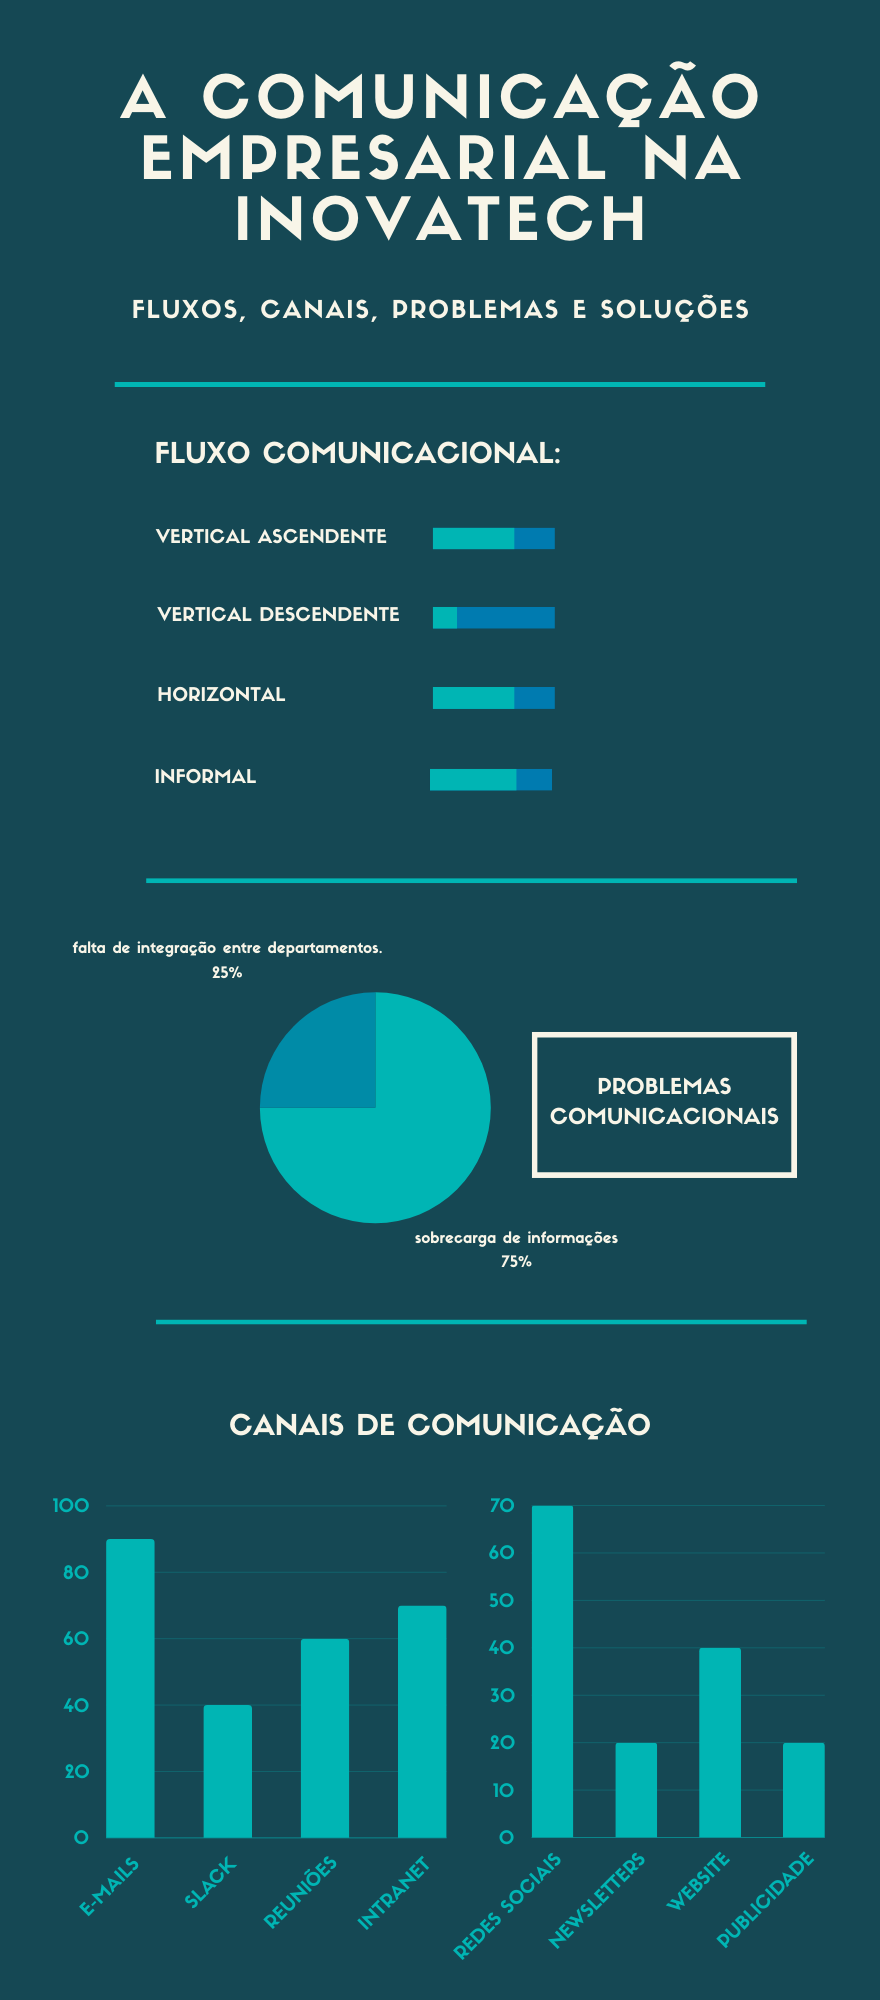 A COMUNICAÇÃO
EMPRESARIAL NA
INOVATECH
FLUXOS, CANAIS, PROBLEMAS E SOLUÇÕES
FLUXO COMUNICACIONAL:
VERTICAL ASCENDENTE
VERTICAL DESCENDENTE
HORIZONTAL
INFORMAL
falta de integração entre departamentos.
25%
PROBLEMAS
COMUNICACIONAIS
sobrecarga de informações
75%
CANAIS DE COMUNICAÇÃO
100
80
60
40
20
0
E-MAILS
SLACK
REUNIÕES
INTRANET
70
60
50
40
30
20
10
0
REDES SOCIAIS
NEWSLETTERS
WEBSITE
PUBLICIDADE